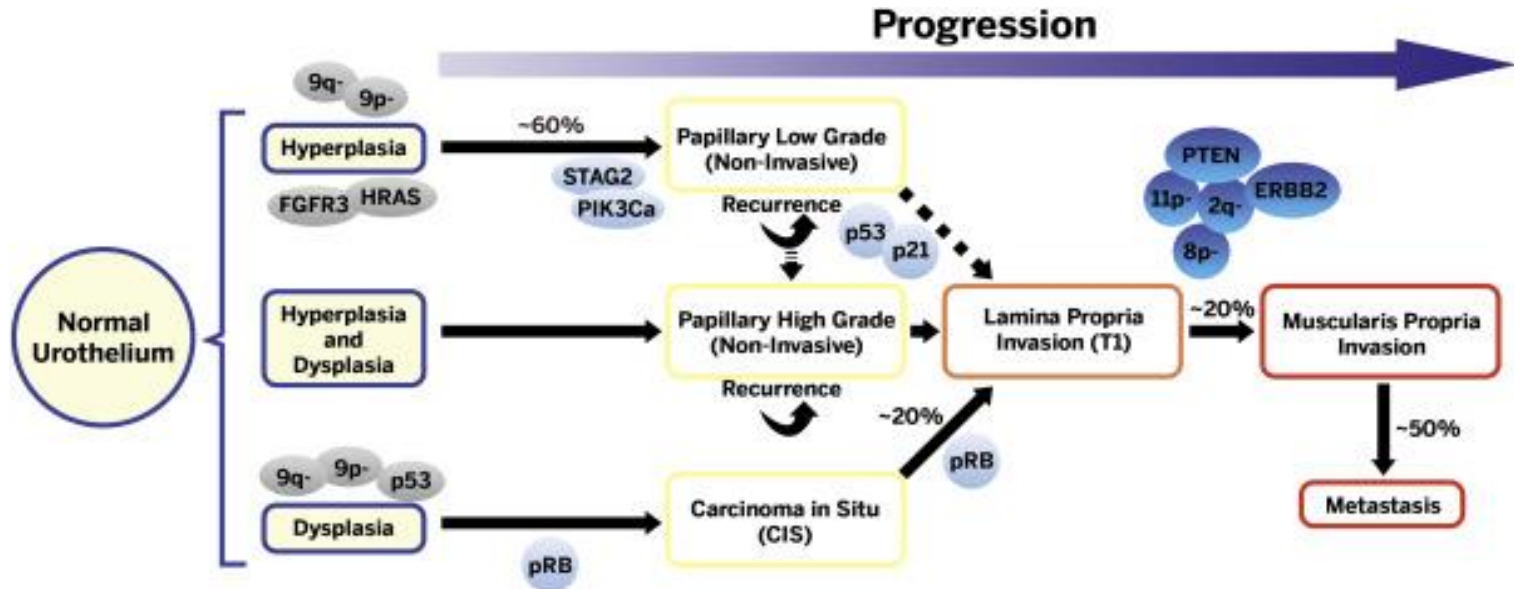 Progression
9q-
9p-
Hyperplasia
FGFR3
HRAS
~60%
STAG2
PIK3Ca
Papillary Low Grade
(Non-Invasive)
Recurrence
p53
p21
PTEN
11p-
2q-
ERBB2
8p-
Normal
Urothelium
Hyperplasia
and
Dysplasia
Papillary High Grade
(Non-Invasive)
Recurrence
Lamina Propria
Invasion (T1)
~20%
Muscularis Propria
Invasion
~20%
pRB
~50%
9q-
9p-
p53
Dysplasia
pRB
Carcinoma in Situ
(CIS)
Metastasis